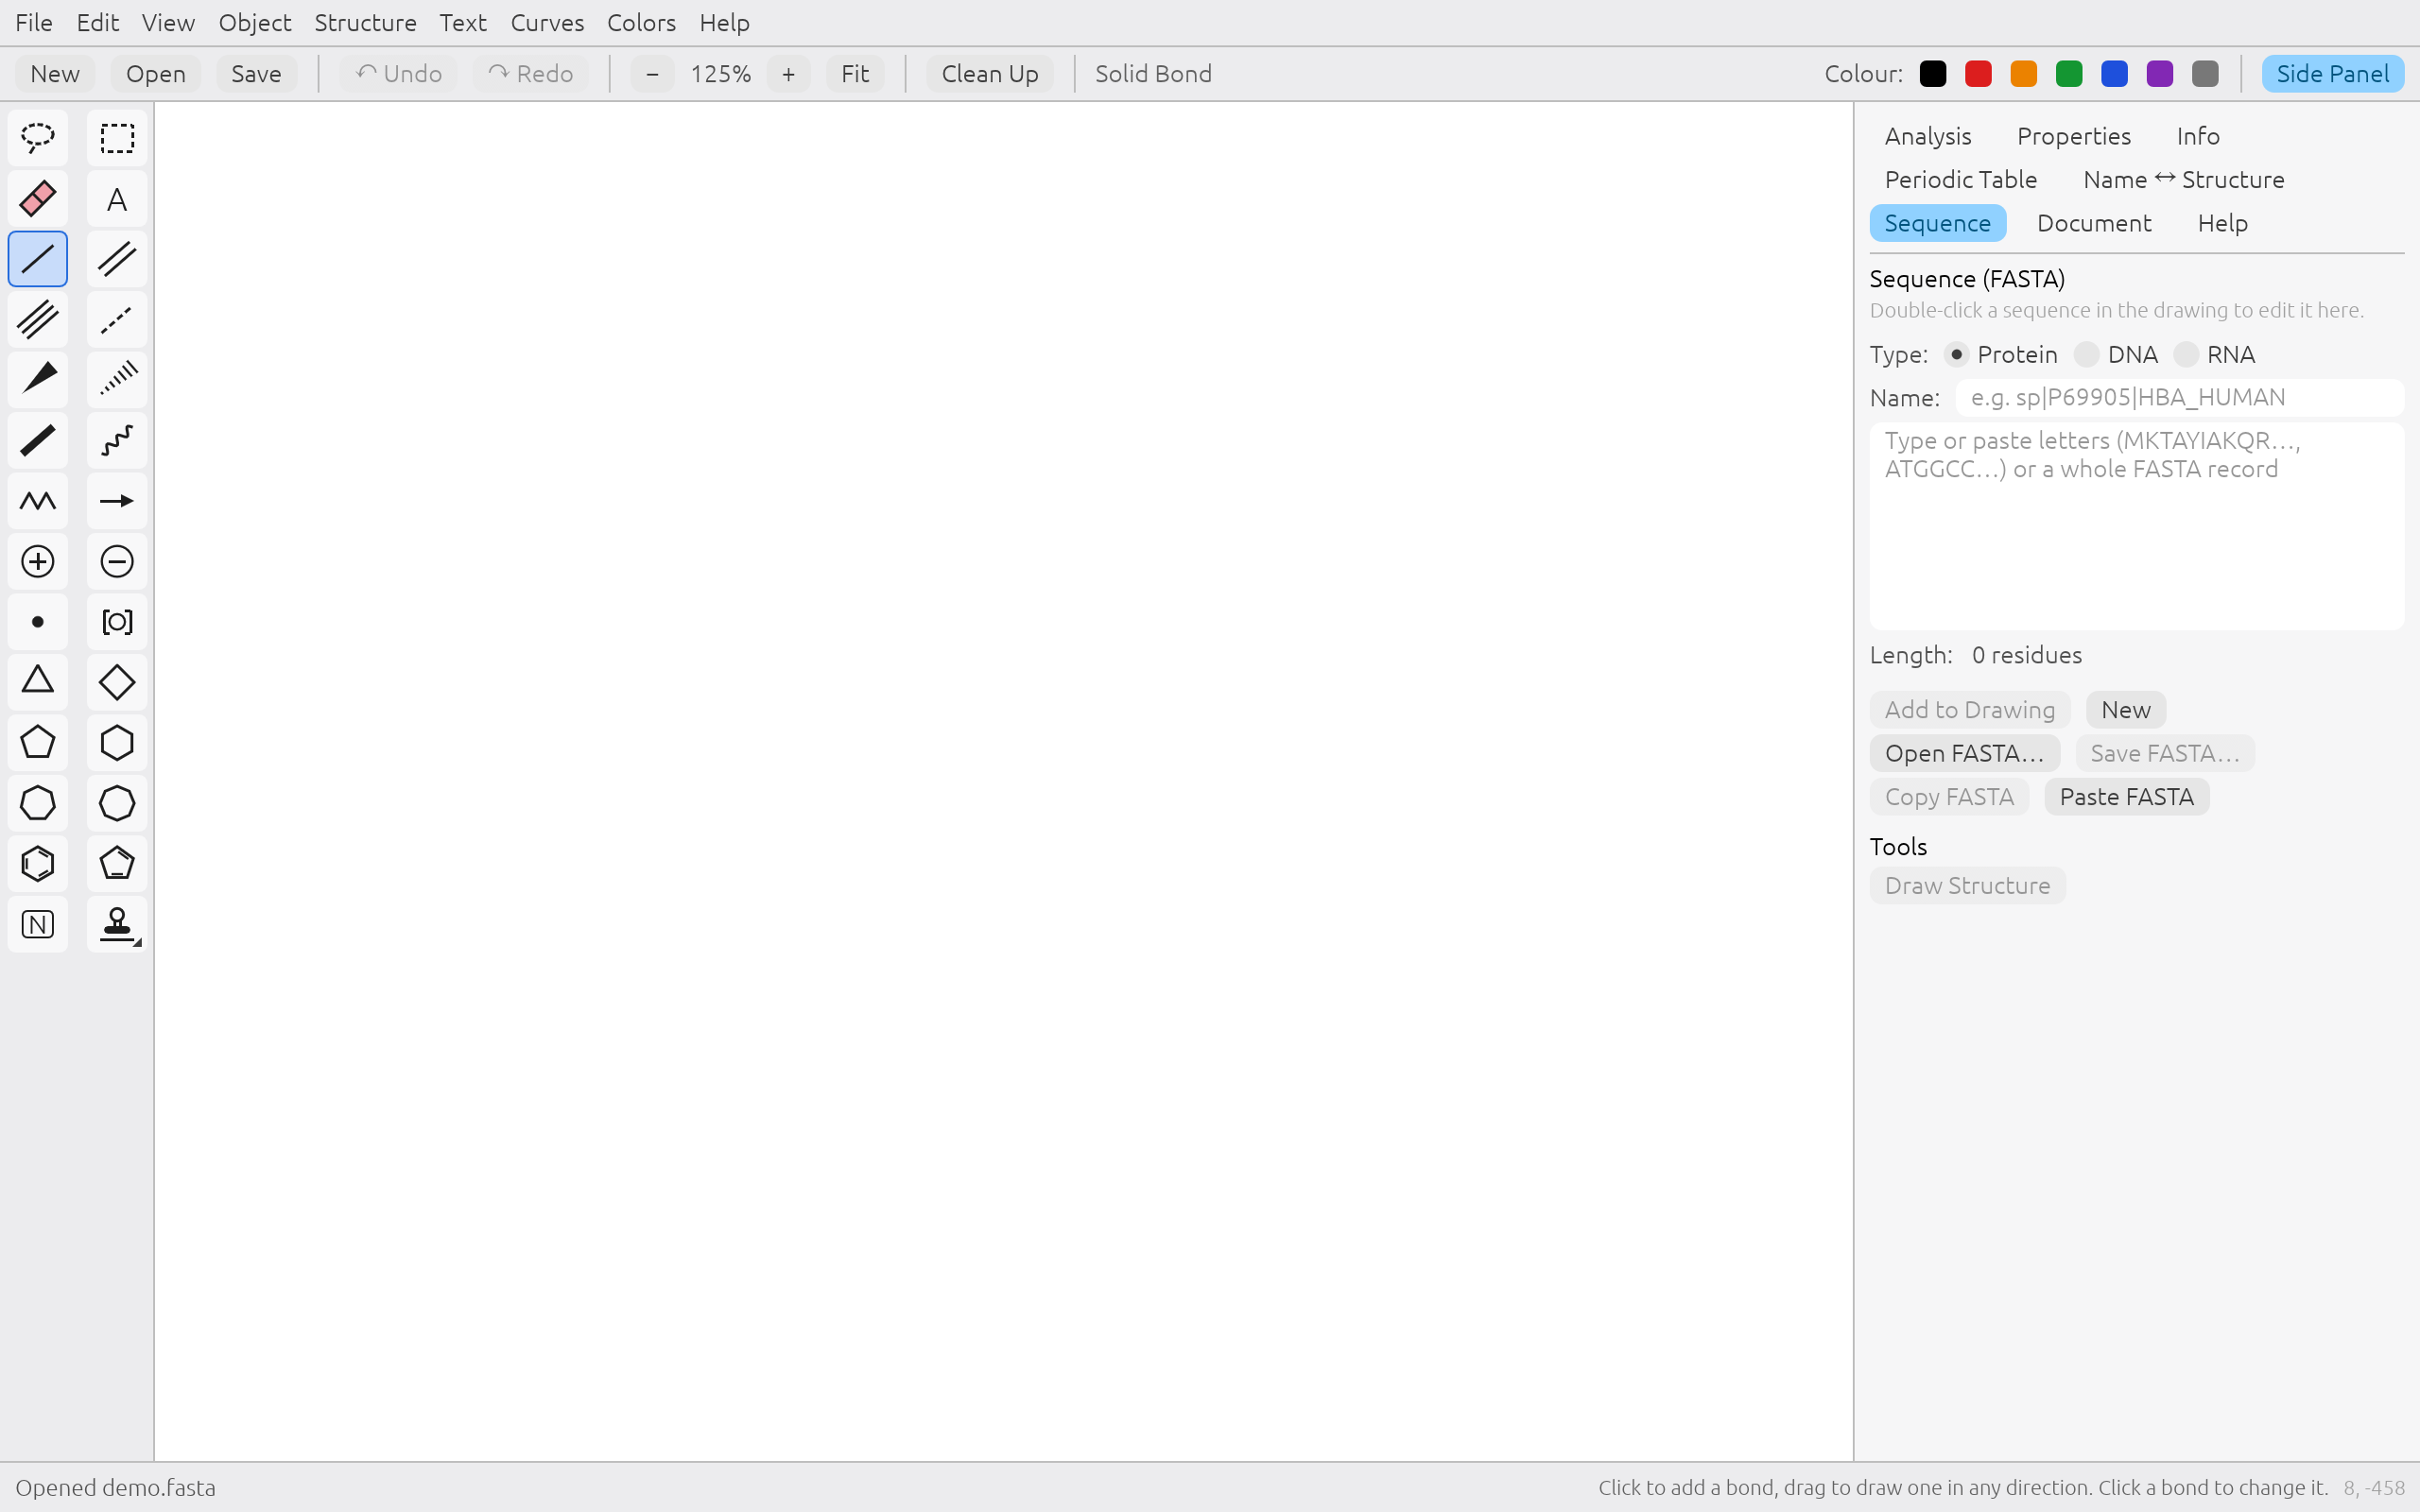 File Edit View Object Structure Text Curves Colors Help
New Open Save ↶ Undo ↷ Redo − 125% + Fit Clean Up Solid Bond Colour: Side Panel
A
N
Analysis Properties Info
Periodic Table Name ↔ Structure
Sequence Document Help
Sequence (FASTA)
Double-click a sequence in the drawing to edit it here.
Type: Protein DNA RNA
Name: e.g. sp|P69905|HBA_HUMAN
Type or paste letters (MKTAYIAKQR…,
ATGGCC…) or a whole FASTA record
Length: 0 residues
Add to Drawing New
Open FASTA… Save FASTA…
Copy FASTA Paste FASTA
Tools
Draw Structure
Opened demo.fasta Click to add a bond, drag to draw one in any direction. Click a bond to change it. 8, -458